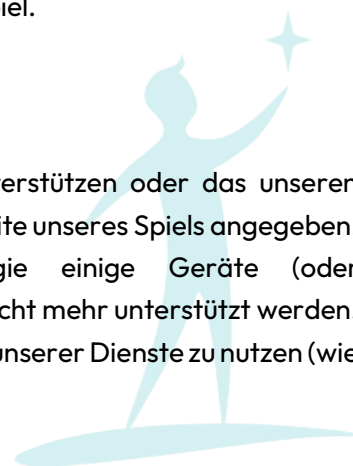 iel.
terstützen oder das unseren
ite unseres Spiels angegeben
gie einige Geräte (oder
cht mehr unterstützt werden.
unserer Dienste zu nutzen (wie